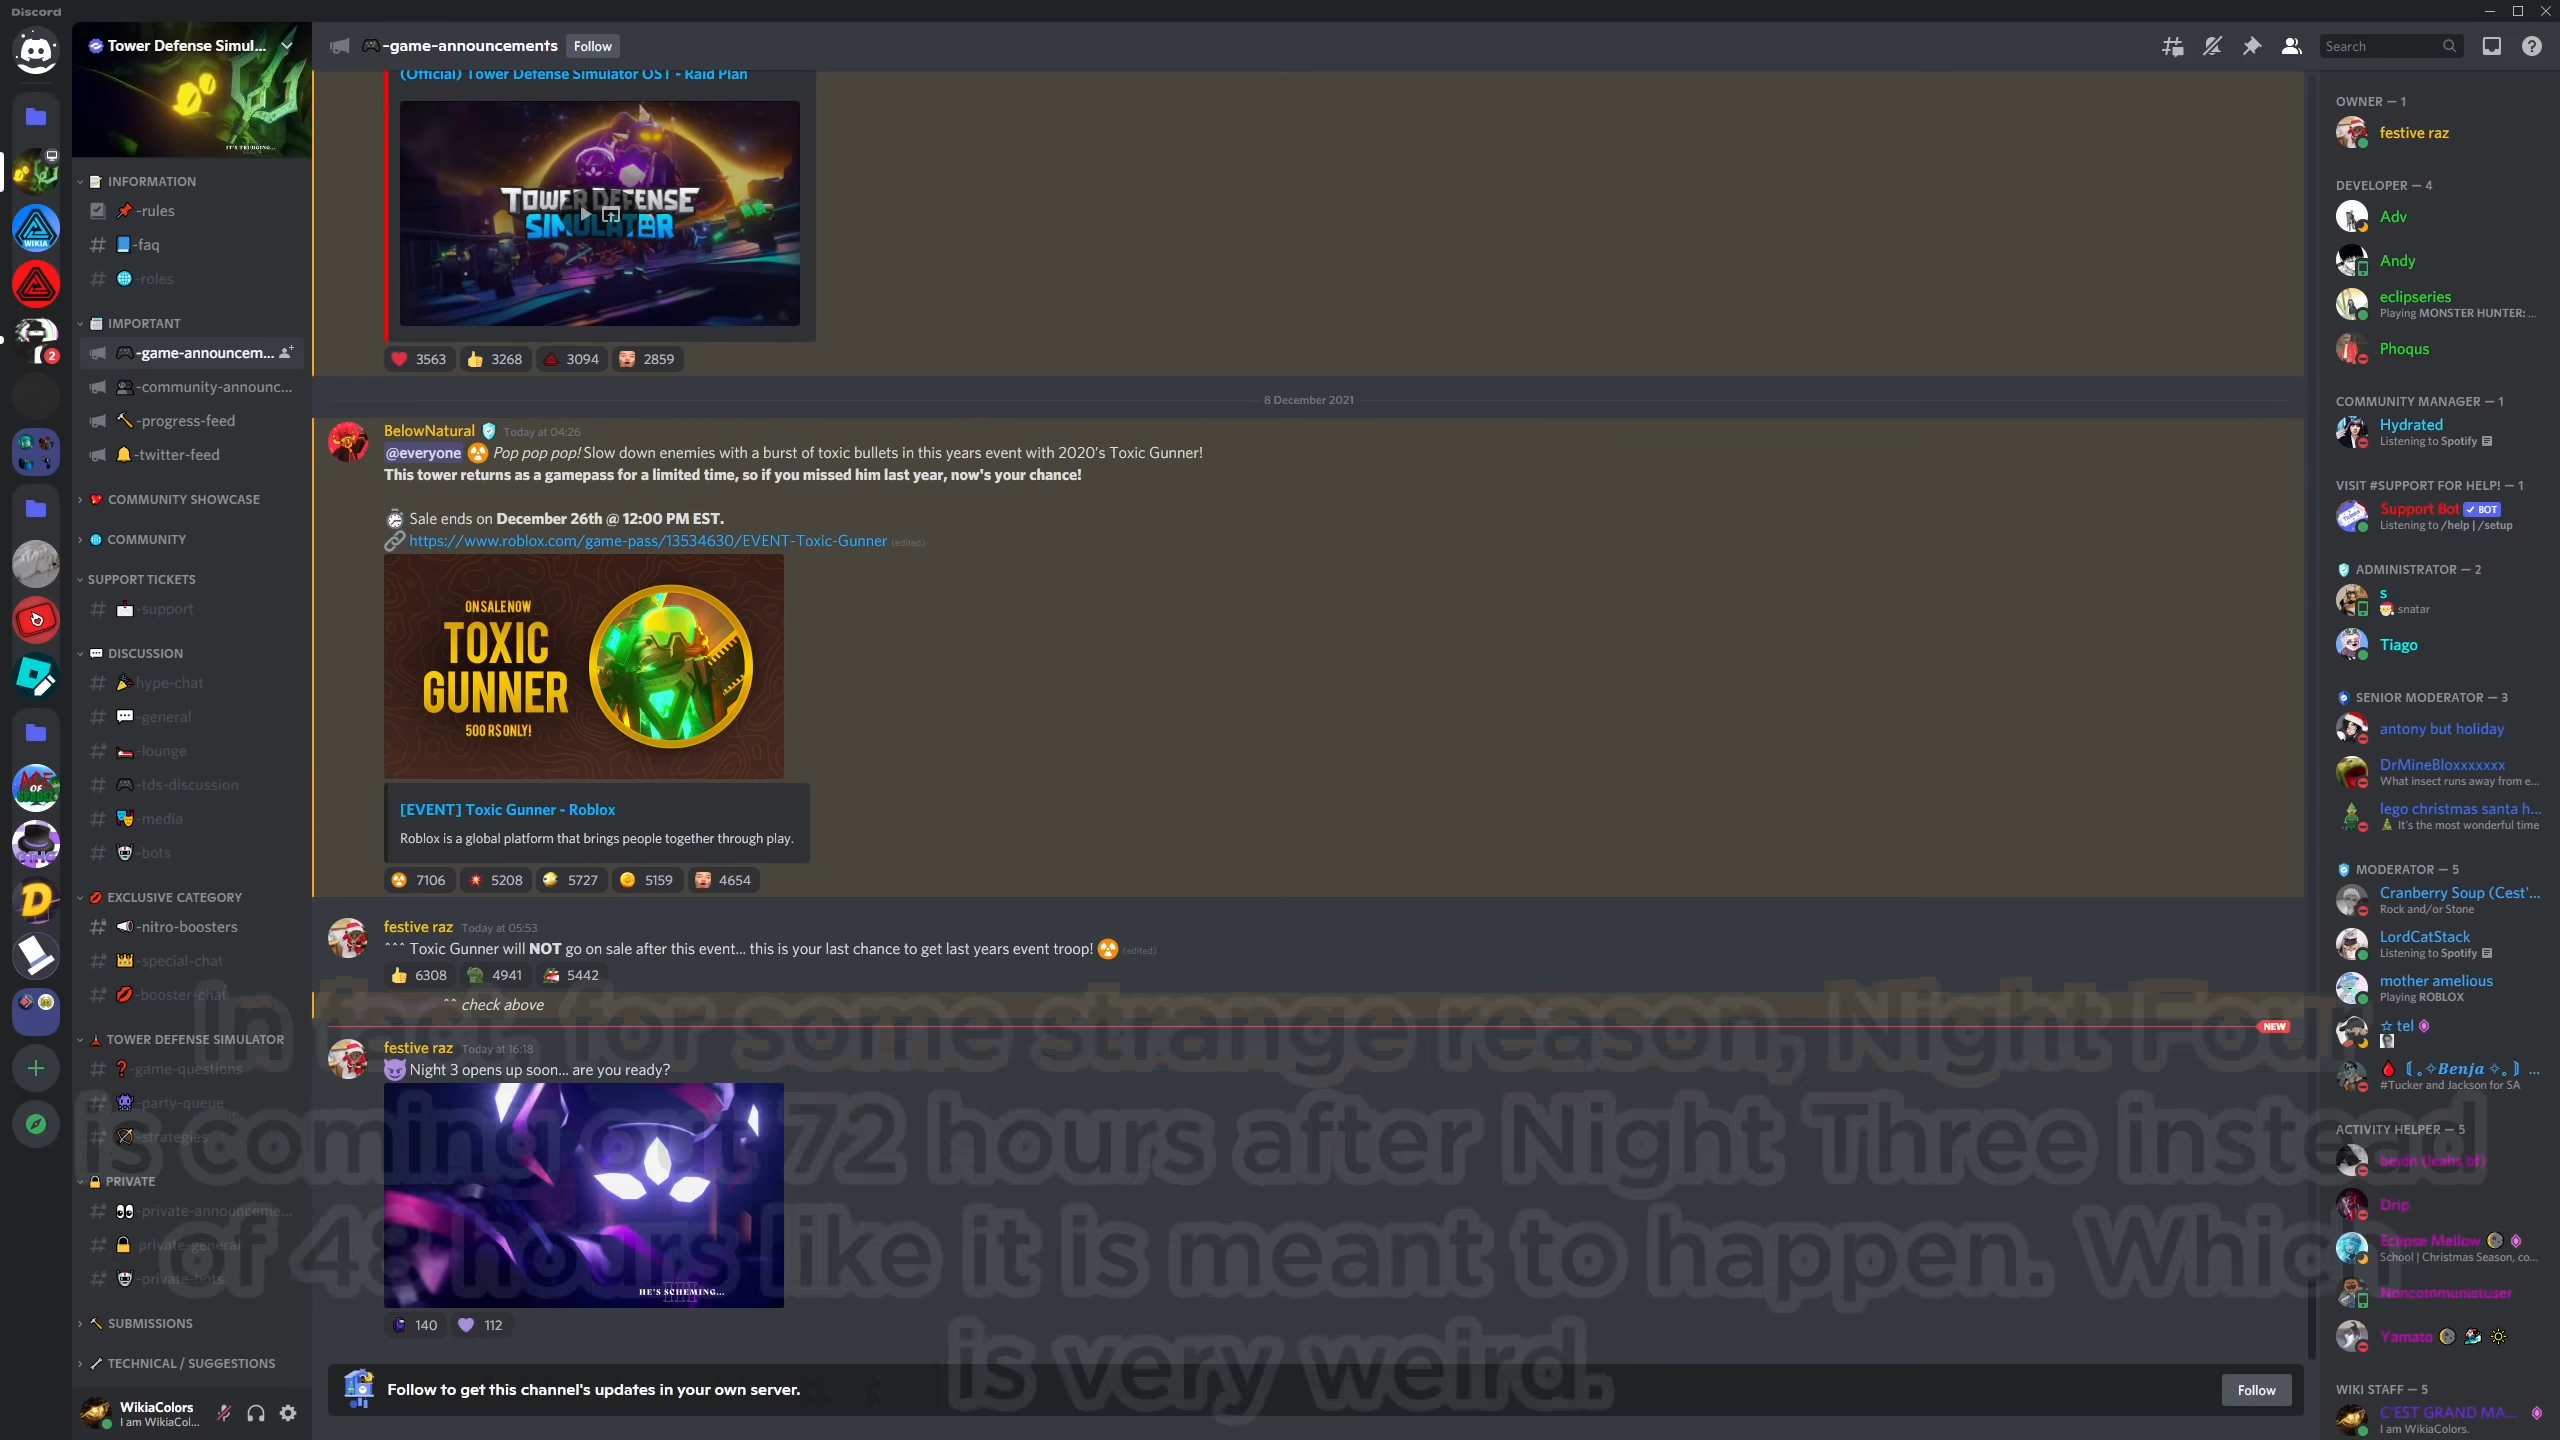 Discord
Tower Defense Simul...
IT'S TRUDGING...
INFORMATION
-rules
-faq
-roles
IMPORTANT
-game-announcem...
-community-announc...
-progress-feed
-twitter-feed
COMMUNITY SHOWCASE
COMMUNITY
SUPPORT TICKETS
-support
DISCUSSION
hype-chat
-general
-lounge
-tds-discussion
-media
-bots
EXCLUSIVE CATEGORY
-nitro-boosters
-special-chat
-booster-chat
TOWER DEFENSE SIMULATOR
-game-questions
-party-queue
-strategies
PRIVATE
-private-announceme...
-private-general
-private-bots
SUBMISSIONS
TECHNICAL / SUGGESTIONS
WikiaColors
I am WikiaCol...
WIKIA
2
-game-announcements
Follow
Search
(Official) Tower Defense Simulator OST - Raid Plan
TOWER DEFENSE
SIMULATOR
3563 3268 3094 2859
8 December 2021
BelowNatural Today at 04:26
@everyone Pop pop pop! Slow down enemies with a burst of toxic bullets in this years event with 2020's Toxic Gunner!
This tower returns as a gamepass for a limited time, so if you missed him last year, now's your chance!
Sale ends on December 26th @ 12:00 PM EST.
https://www.roblox.com/game-pass/13534630/EVENT-Toxic-Gunner (edited)
ON SALE NOW
TOXIC
GUNNER
500 R$ ONLY!
[EVENT] Toxic Gunner - Roblox
Roblox is a global platform that brings people together through play.
7106 5208 5727 5159 4654
festive raz Today at 05:53
^^^ Toxic Gunner will NOT go on sale after this event... this is your last chance to get last years event troop! (edited)
6308 4941 5442
^^ check above
NEW
festive raz Today at 16:18
Night 3 opens up soon... are you ready?
HE'S SCHEMING...
III
140 112
Follow to get this channel's updates in your own server.
Follow
In fact, for some strange reason, Night Four
is coming out 72 hours after Night Three instead
of 48 hours like it is meant to happen. Which
is very weird.
OWNER — 1
festive raz
DEVELOPER — 4
Adv
Andy
eclipseries
Playing MONSTER HUNTER: ...
Phoqus
COMMUNITY MANAGER — 1
Hydrated
Listening to Spotify
VISIT #SUPPORT FOR HELP! — 1
Support Bot BOT
Listening to /help | /setup
ADMINISTRATOR — 2
s
snatar
Tiago
SENIOR MODERATOR — 3
antony but holiday
DrMineBloxxxxxxx
What insect runs away from e...
lego christmas santa h...
It's the most wonderful time
MODERATOR — 5
Cranberry Soup (Cest'...
Rock and/or Stone
LordCatStack
Listening to Spotify
mother amelious
Playing ROBLOX
☆ tel
⟬ ｡✧Benja✧｡ ⟭ ...
#Tucker and Jackson for SA
ACTIVITY HELPER — 5
beidn (leahs bf)
Drip
Eclipse Mellow
School | Christmas Season, co...
Noncommunistuser
Yamato
WIKI STAFF — 5
C'EST GRAND MA...
I am WikiaColors.